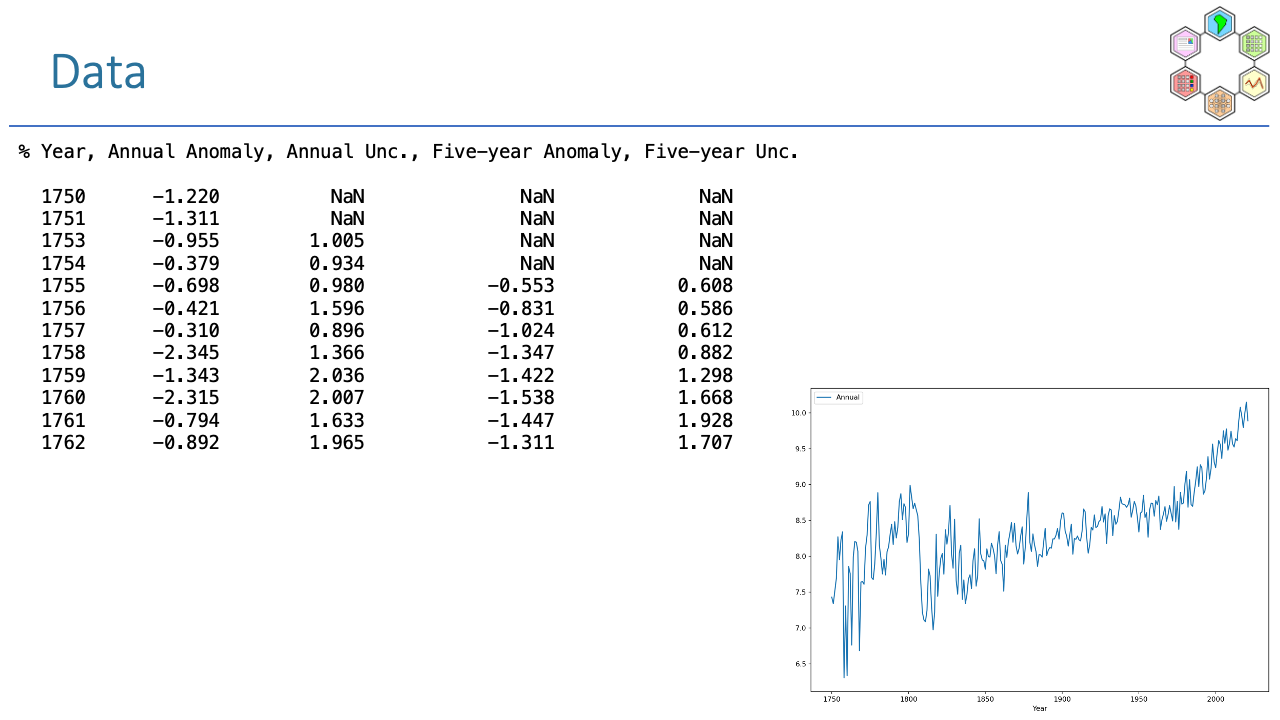 Data
% Year, Annual Anomaly, Annual Unc., Five-year Anomaly, Five-year Unc.
1750 -1.220 NaN NaN NaN
1751 -1.311 NaN NaN NaN
1753 -0.955 1.005 NaN NaN
1754 -0.379 0.934 NaN NaN
1755 -0.698 0.980 -0.553 0.608
1756 -0.421 1.596 -0.831 0.586
1757 -0.310 0.896 -1.024 0.612
1758 -2.345 1.366 -1.347 0.882
1759 -1.343 2.036 -1.422 1.298
1760 -2.315 2.007 -1.538 1.668
1761 -0.794 1.633 -1.447 1.928
1762 -0.892 1.965 -1.311 1.707
Annual
10.0
9.5
9.0
8.5
8.0
7.5
7.0
6.5
1750 1800 1850 1900 1950 2000
Year